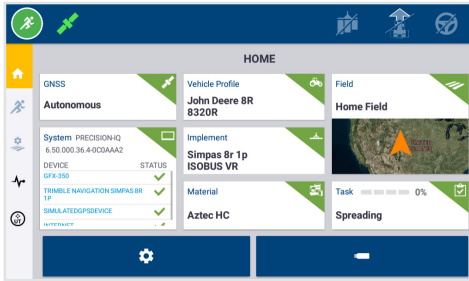 HOME
GNSS
Autonomous
Vehicle Profile
John Deere 8R
8320R
Field
Home Field
System PRECISION-IQ
6.50.000.36.4-0C0AAA2
DEVICE STATUS
GFX-350
TRIMBLE NAVIGATION SIMPAS 8R
1P
SIMULATEDGPSDEVICE
INTERNET
Implement
Simpas 8r 1p
ISOBUS VR
Material
Aztec HC
Task 0%
Spreading
UT